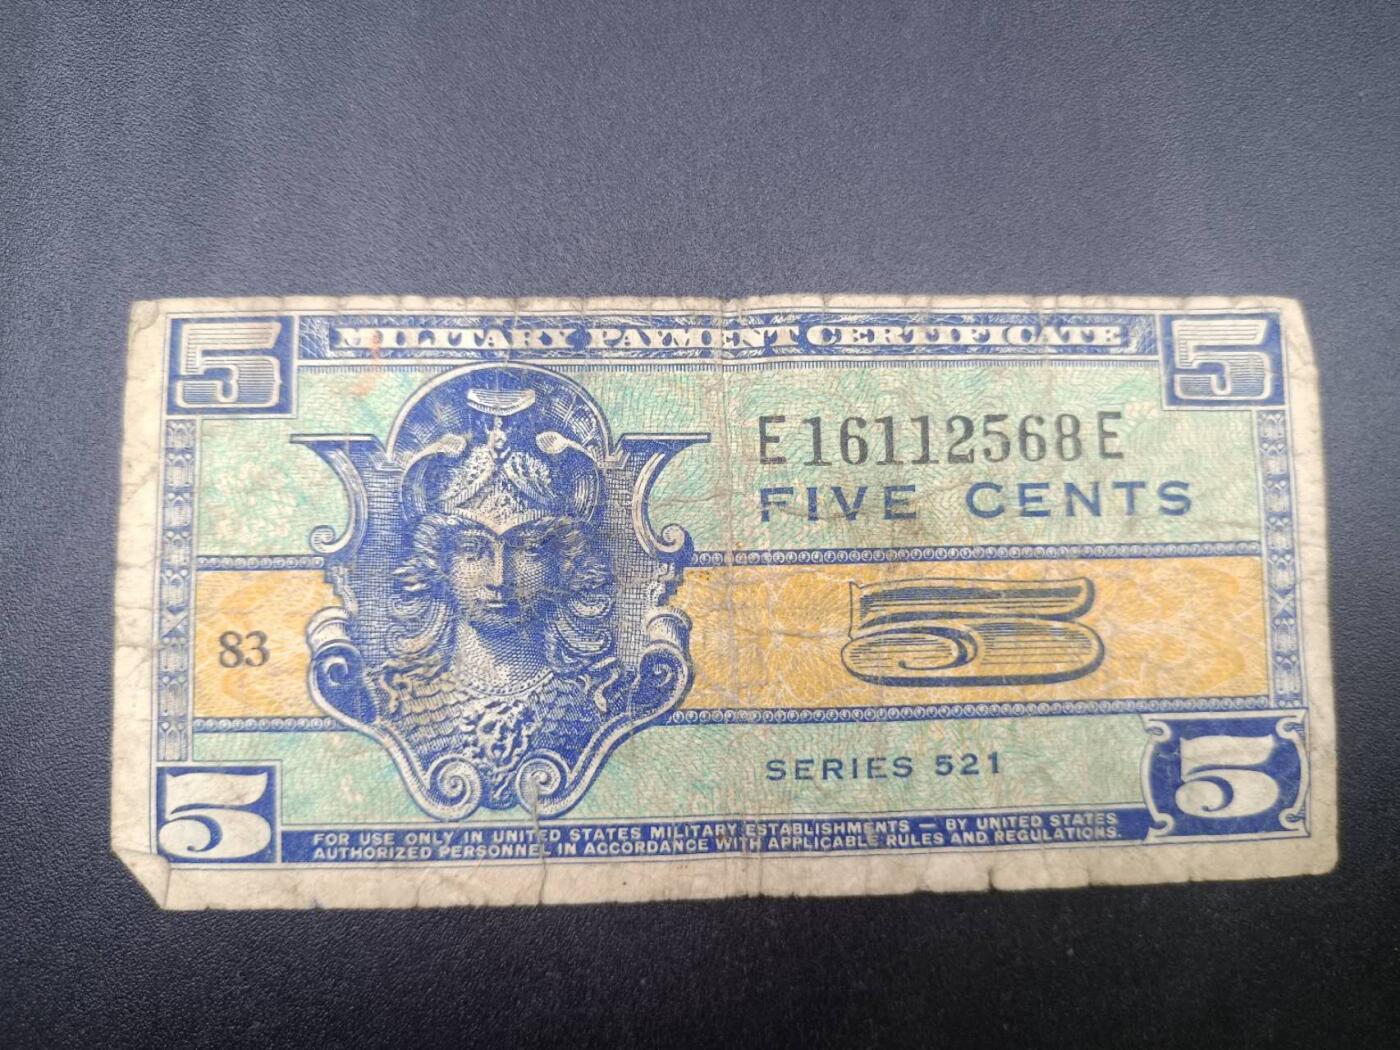 5 MILITARY PAYMENT CERTIFICATE 5
E16112568E
FIVE CENTS
83
5
SERIES 521
5
5
FOR USE ONLY IN UNITED STATES MILITARY ESTABLISHMENTS — BY UNITED STATES
AUTHORIZED PERSONNEL IN ACCORDANCE WITH APPLICABLE RULES AND REGULATIONS.